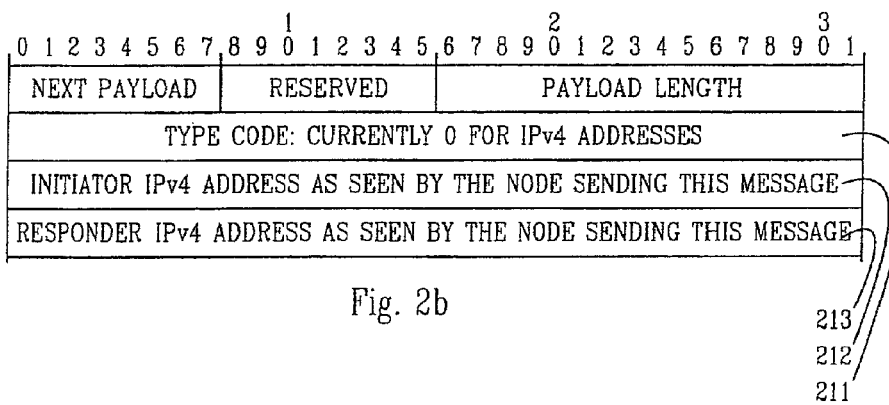 1 2 3
0 1 2 3 4 5 6 7 8 9 0 1 2 3 4 5 6 7 8 9 0 1 2 3 4 5 6 7 8 9 0 1
NEXT PAYLOAD RESERVED PAYLOAD LENGTH
TYPE CODE: CURRENTLY 0 FOR IPv4 ADDRESSES
INITIATOR IPv4 ADDRESS AS SEEN BY THE NODE SENDING THIS MESSAGE
RESPONDER IPv4 ADDRESS AS SEEN BY THE NODE SENDING THIS MESSAGE
Fig. 2b
213
212
211